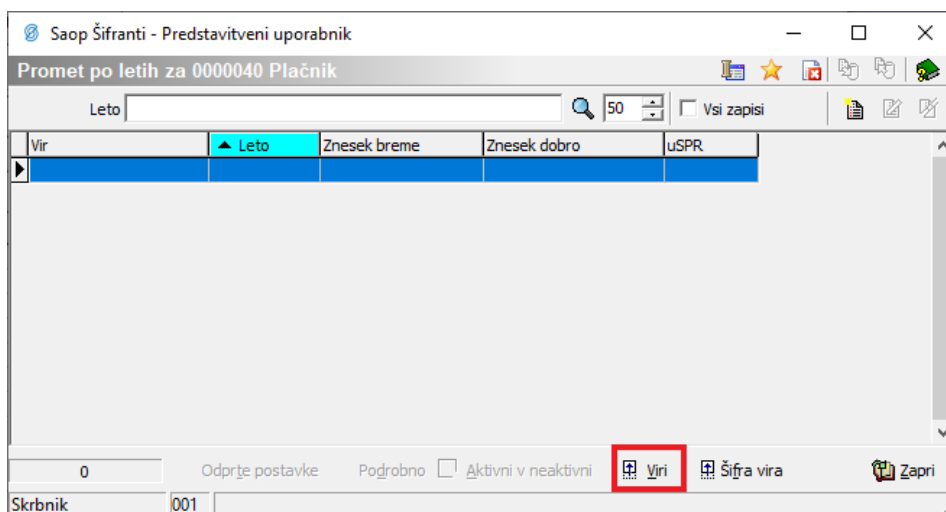 Saop Šifranti - Predstavitveni uporabnik
Promet po letih za 0000040 Plačnik
Leto 50 Vsi zapisi
Vir Leto Znesek breme Znesek dobro uSPR
0 Odprte postavke Podrobno Aktivni v neaktivni Viri Šifra vira Zapri
Skrbnik 001